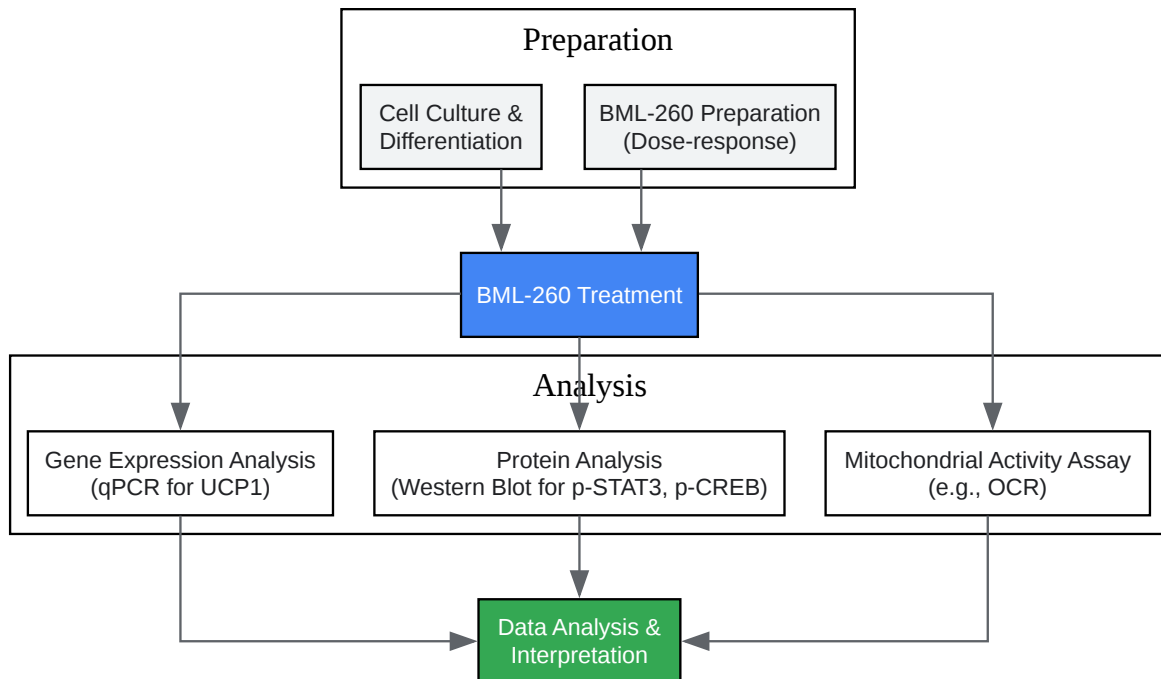 Preparation
Cell Culture &
Differentiation
BML-260 Preparation
(Dose-response)
BML-260 Treatment
Analysis
Gene Expression Analysis
(qPCR for UCP1)
Protein Analysis
(Western Blot for p-STAT3, p-CREB)
Mitochondrial Activity Assay
(e.g., OCR)
Data Analysis &
Interpretation